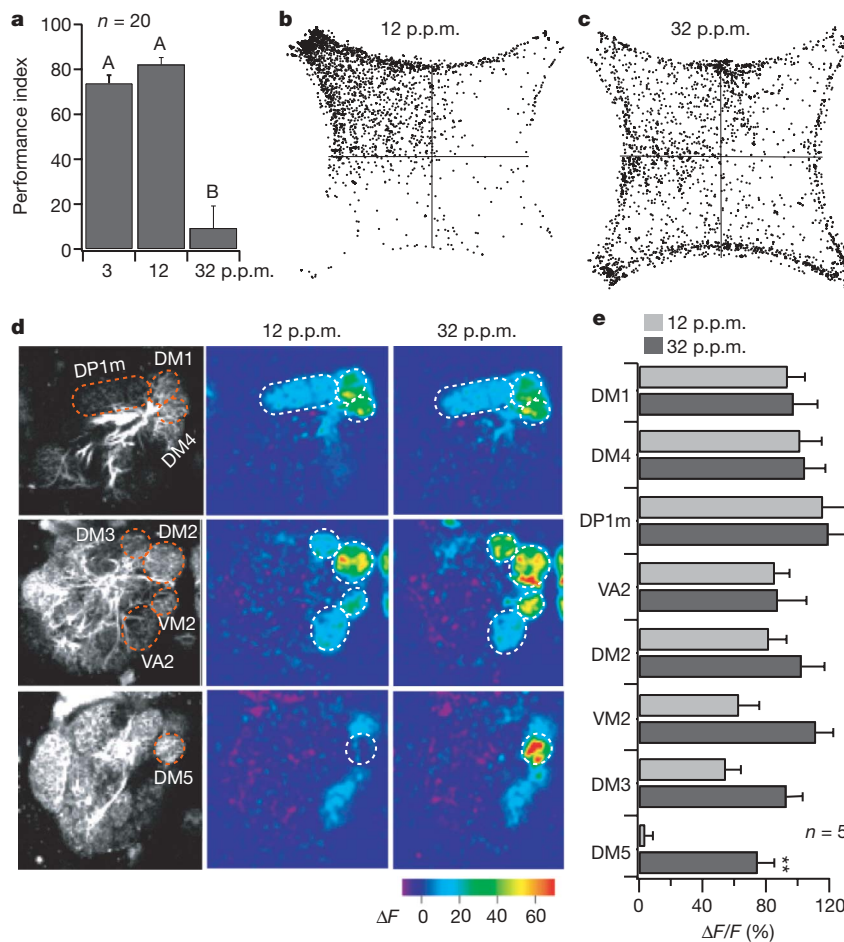 a
n = 20
100
80
60
40
20
0
Performance index
A
A
B
3 12 32 p.p.m.
b
12 p.p.m.
c
32 p.p.m.
d
12 p.p.m.
32 p.p.m.
DP1m
DM1
DM4
DM3
DM2
VM2
VA2
DM5
ΔF 0 20 40 60
e
12 p.p.m.
32 p.p.m.
DM1
DM4
DP1m
VA2
DM2
VM2
DM3
DM5
n = 5
**
0 40 80 120
ΔF/F (%)